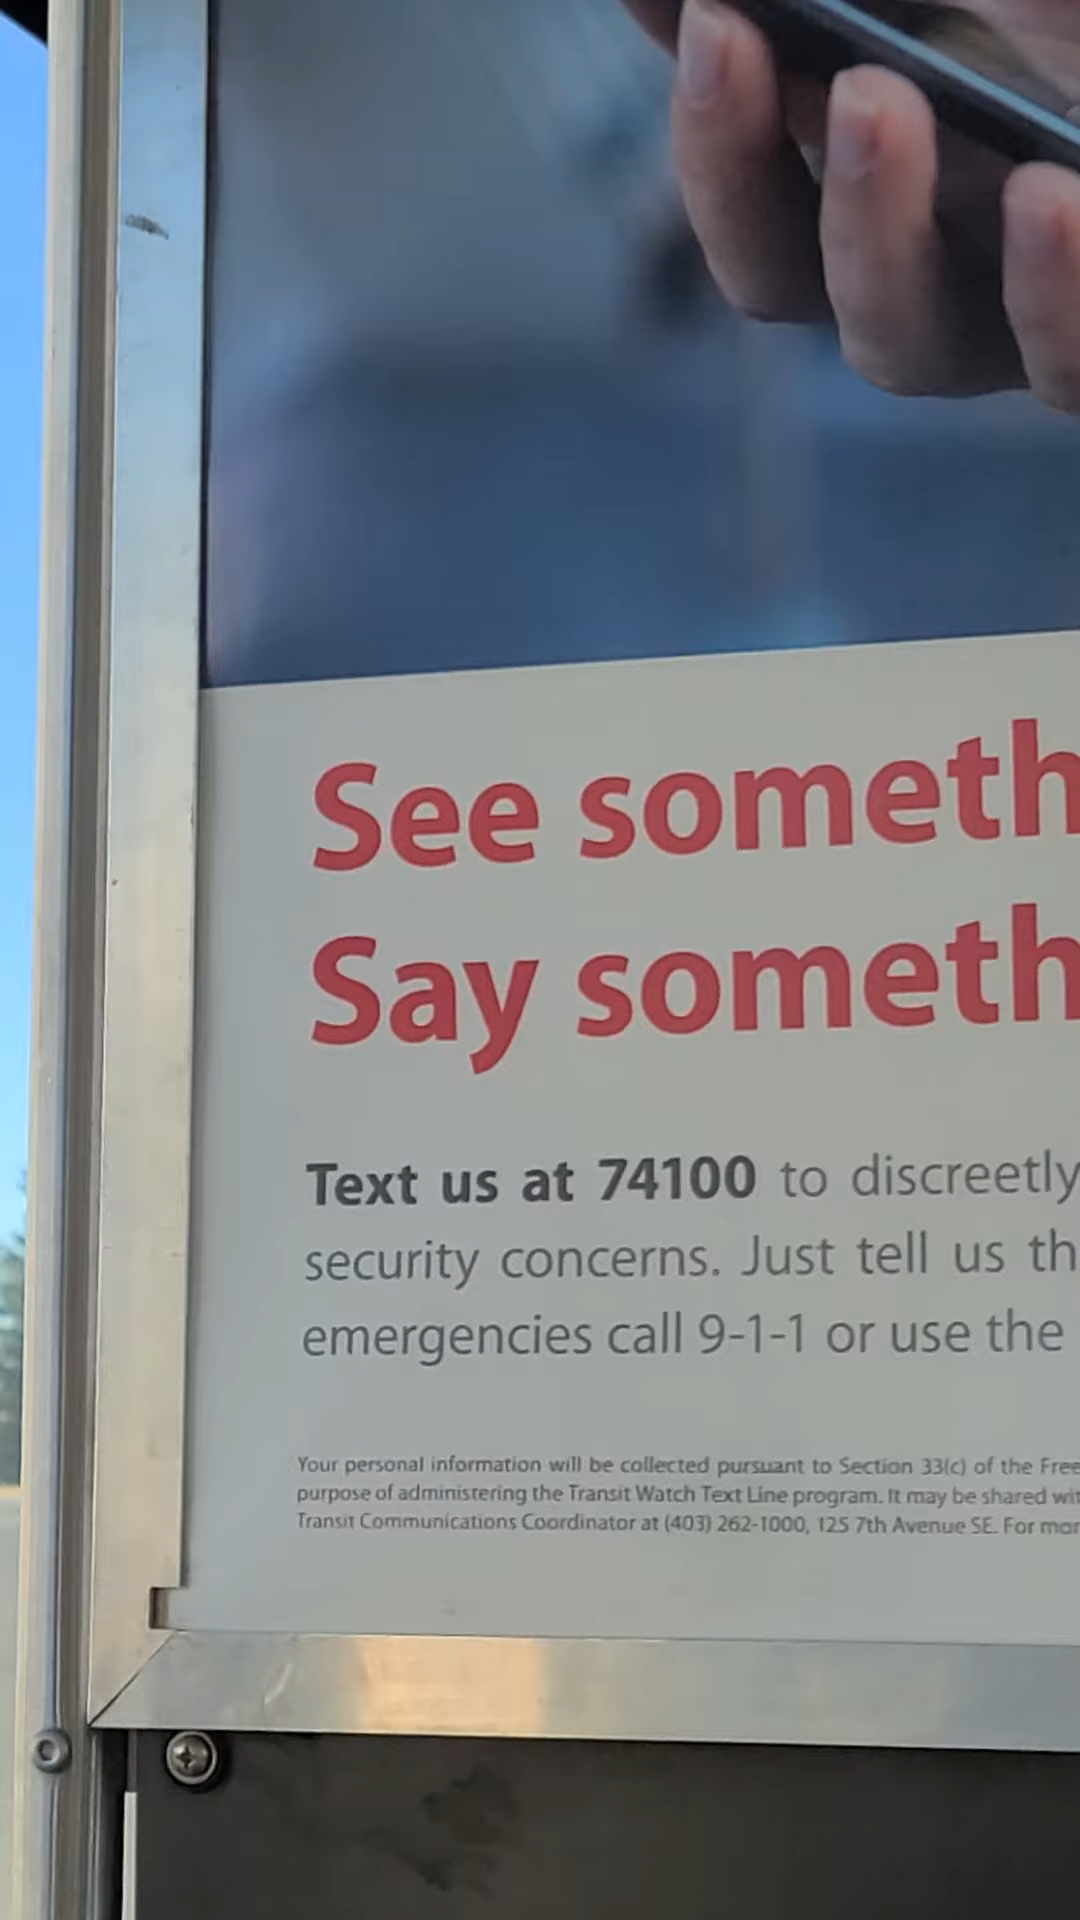 See someth
Say someth
Text us at 74100 to discreetly
security concerns. Just tell us th
emergencies call 9-1-1 or use the
Your personal information will be collected pursuant to Section 33(c) of the Free
purpose of administering the Transit Watch Text Line program. It may be shared wit
Transit Communications Coordinator at (403) 262-1000, 125 7th Avenue SE. For mor